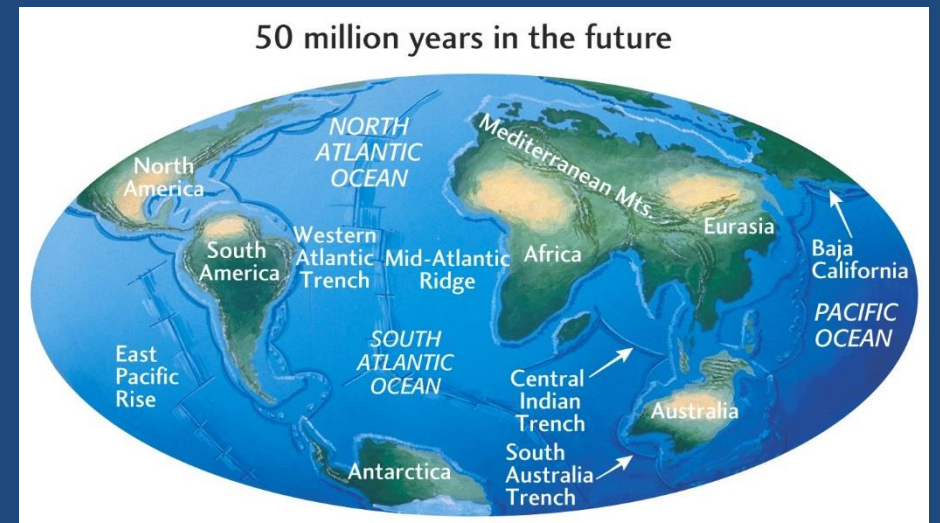 50 million years in the future
NORTH
ATLANTIC
OCEAN
Mediterranean Mts.
North
America
Eurasia
South
America
Western
Atlantic
Trench
Mid-Atlantic
Ridge
Africa
Baja
California
PACIFIC
OCEAN
SOUTH
ATLANTIC
OCEAN
East
Pacific
Rise
Central
Indian
Trench
Australia
South
Australia
Trench
Antarctica